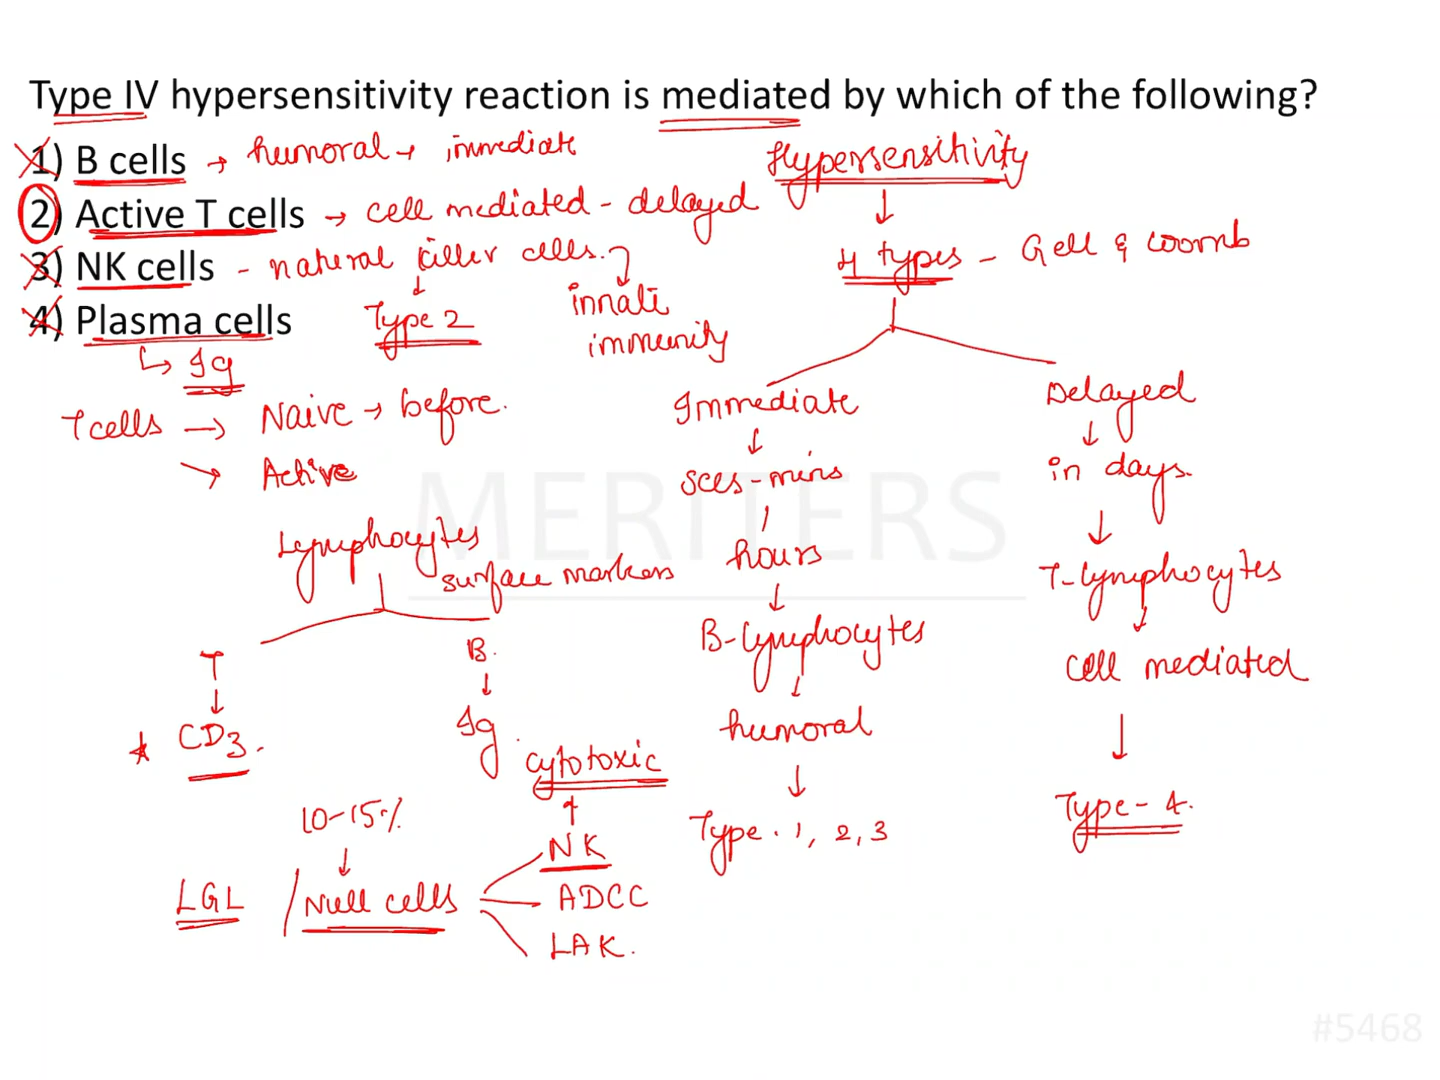 Type IV hypersensitivity reaction is mediated by which of the following?
1) B cells → humoral → immediate
2) Active T cells → cell mediated - delayed
3) NK cells - natural killer cells.
4) Plasma cells
Type 2
innate
immunity
↳ Ig
T cells → Naive → before.
→ Active
Hypersensitivity
4 types - Gell & coomb
Immediate
secs - mins
hours
B-lymphocytes
humoral
Type. 1, 2, 3
Delayed
in days.
T-lymphocytes
cell mediated
Type - 4.
MERITERS
Lymphocytes
surface markers
T
CD3.
B.
Ig.
cytotoxic
10-15%
LGL / Null cells
NK
ADCC
LAK.
#5468